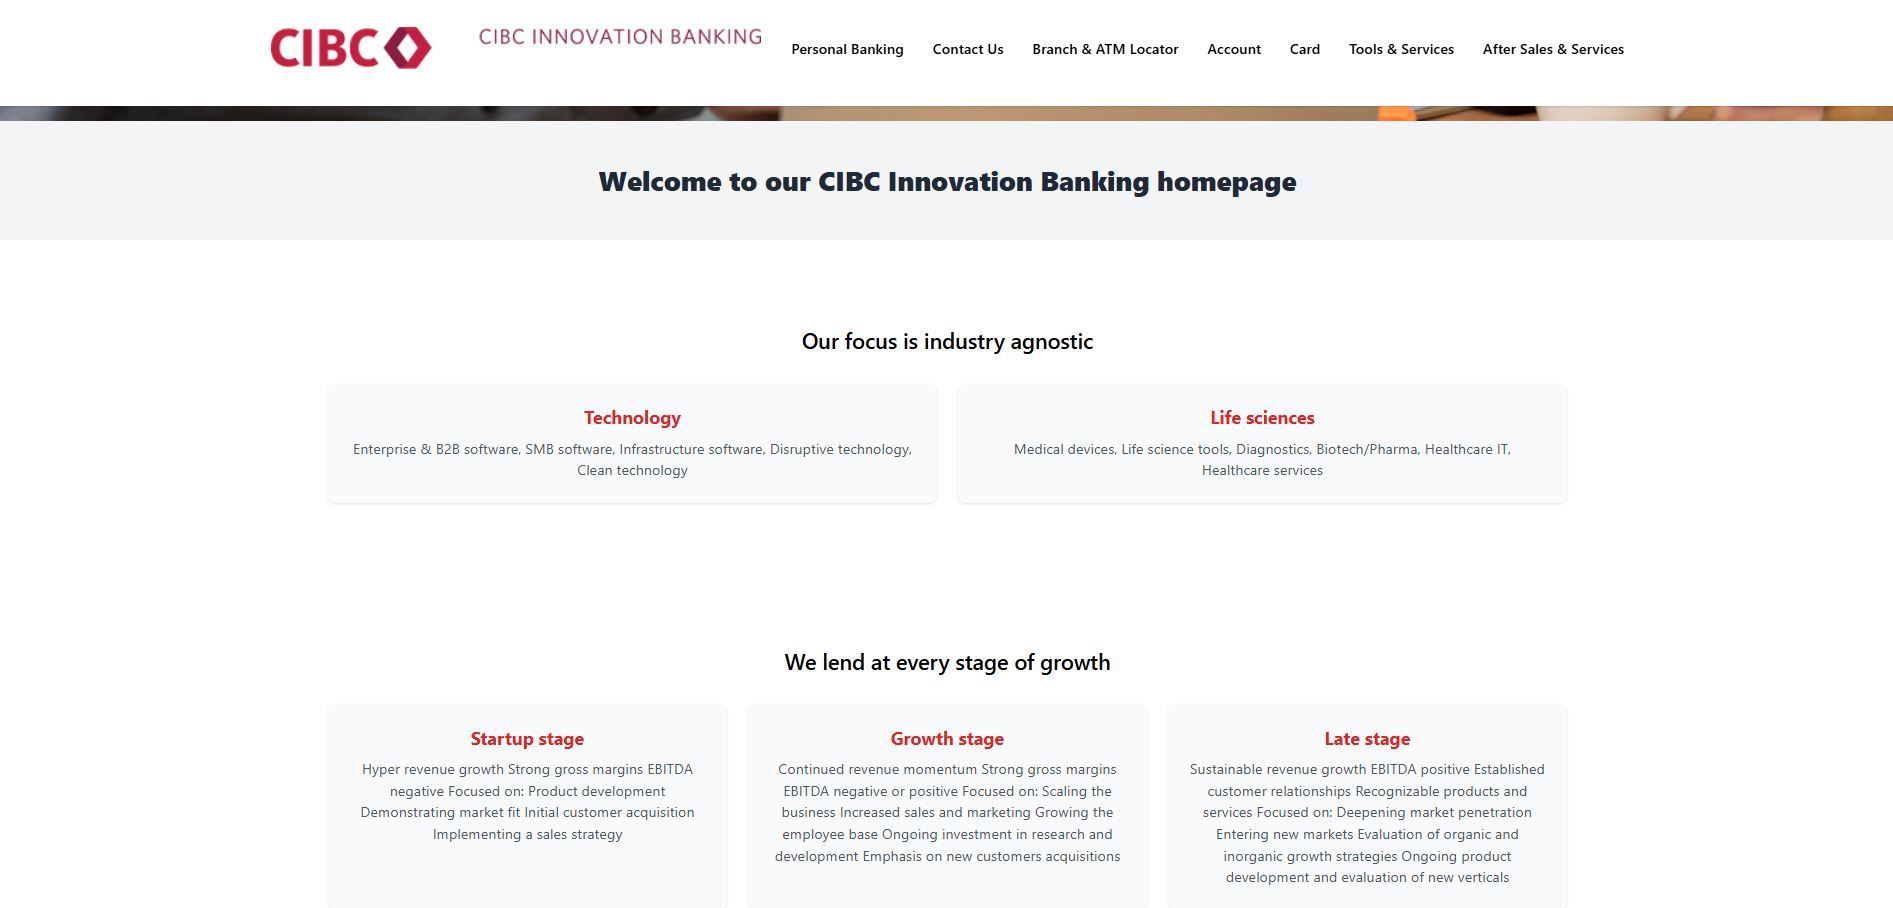 CIBC
CIBC INNOVATION BANKING
Personal Banking
Contact Us
Branch & ATM Locator
Account
Card
Tools & Services
After Sales & Services
Welcome to our CIBC Innovation Banking homepage
Our focus is industry agnostic
Technology
Enterprise & B2B software, SMB software, Infrastructure software, Disruptive technology,
Clean technology
Life sciences
Medical devices, Life science tools, Diagnostics, Biotech/Pharma, Healthcare IT,
Healthcare services
We lend at every stage of growth
Startup stage
Hyper revenue growth Strong gross margins EBITDA
negative Focused on: Product development
Demonstrating market fit Initial customer acquisition
Implementing a sales strategy
Growth stage
Continued revenue momentum Strong gross margins
EBITDA negative or positive Focused on: Scaling the
business Increased sales and marketing Growing the
employee base Ongoing investment in research and
development Emphasis on new customers acquisitions
Late stage
Sustainable revenue growth EBITDA positive Established
customer relationships Recognizable products and
services Focused on: Deepening market penetration
Entering new markets Evaluation of organic and
inorganic growth strategies Ongoing product
development and evaluation of new verticals